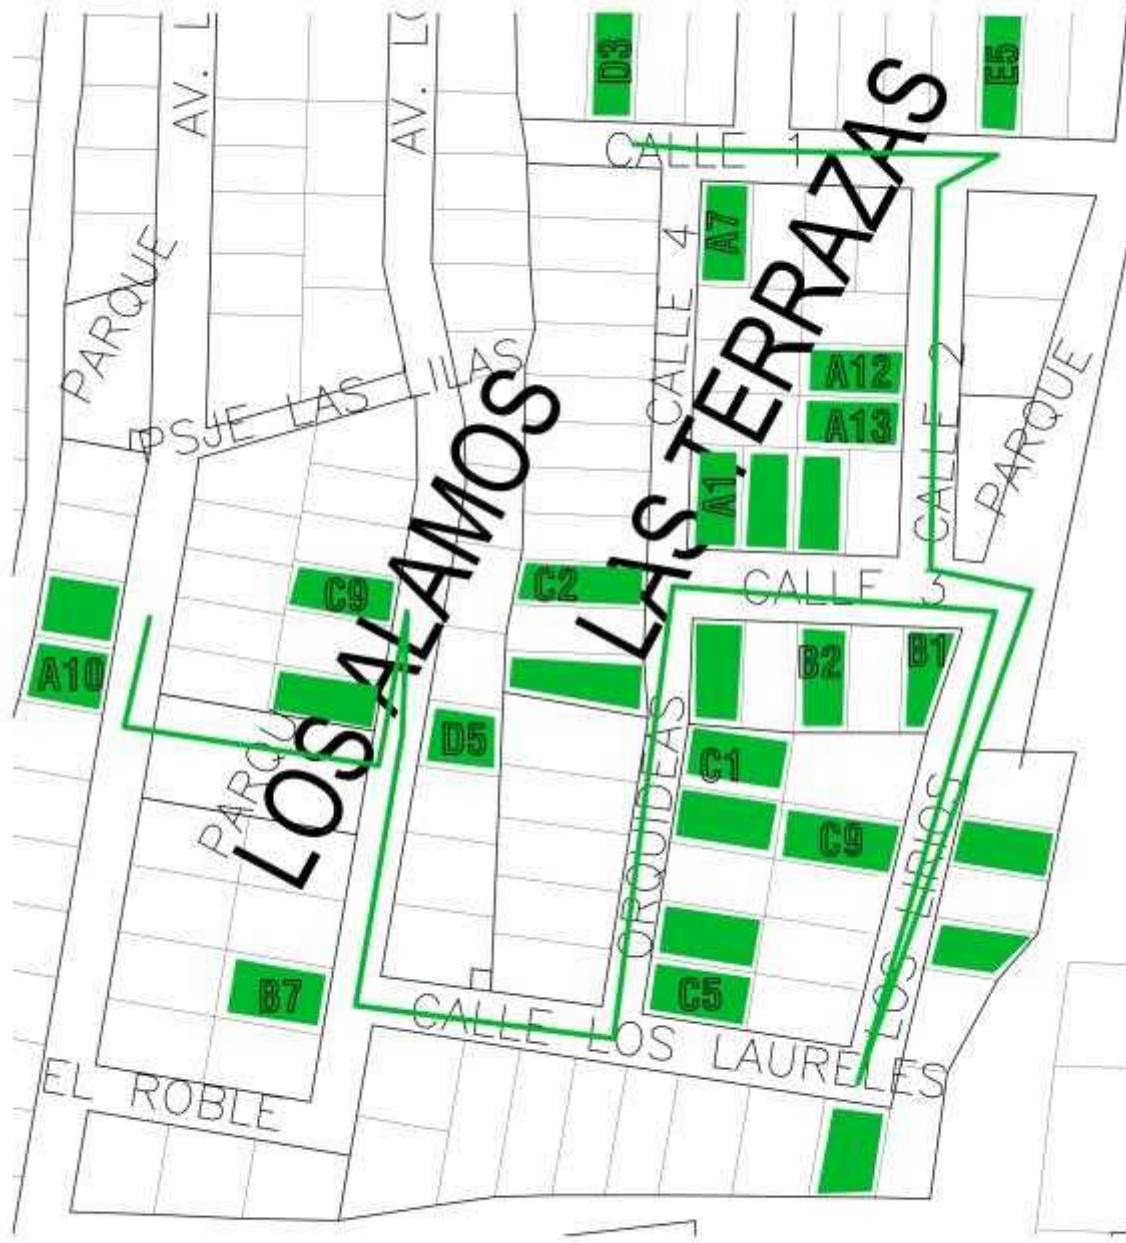 AV. L
AV. LO
D3
E5
CALLE 1
A7
CALLE 4
LAS TERRAZAS
PARQUE
A12
A13
CALLE 2
PARQUE
PSJE LAS ILAS
LOS ALAMOS
A1
C9
C2
CALLE 3
A10
B2
B1
D5
C1
ORQUIDEAS
PARQU
C9
LOS LIRIOS
B7
C5
CALLE LOS LAURELES
EL ROBLE